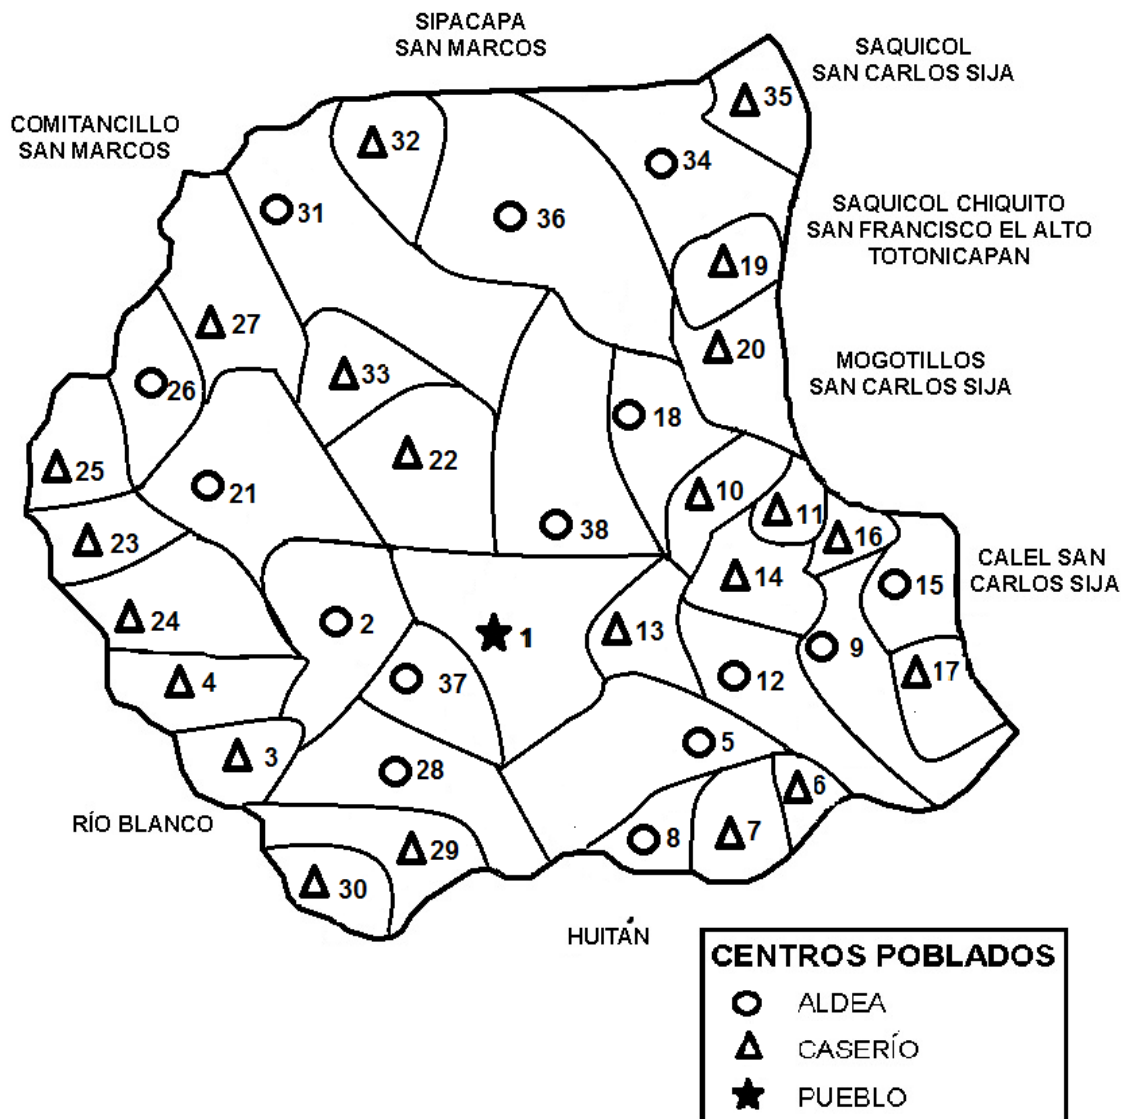 SIPACAPA
SAN MARCOS
SAQUICOL
SAN CARLOS SIJA
COMITANCILLO
SAN MARCOS
35
32
34
31
36
SAQUICOL CHIQUITO
SAN FRANCISCO EL ALTO
TOTONICAPAN
19
27
20
33
26
MOGOTILLOS
SAN CARLOS SIJA
18
22
25
21
10
11
38
23
16
14
CALEL SAN
CARLOS SIJA
15
24
2
1
13
9
4
37
12
17
3
5
28
6
RÍO BLANCO
8
7
29
30
HUITÁN
CENTROS POBLADOS
ALDEA
CASERÍO
PUEBLO